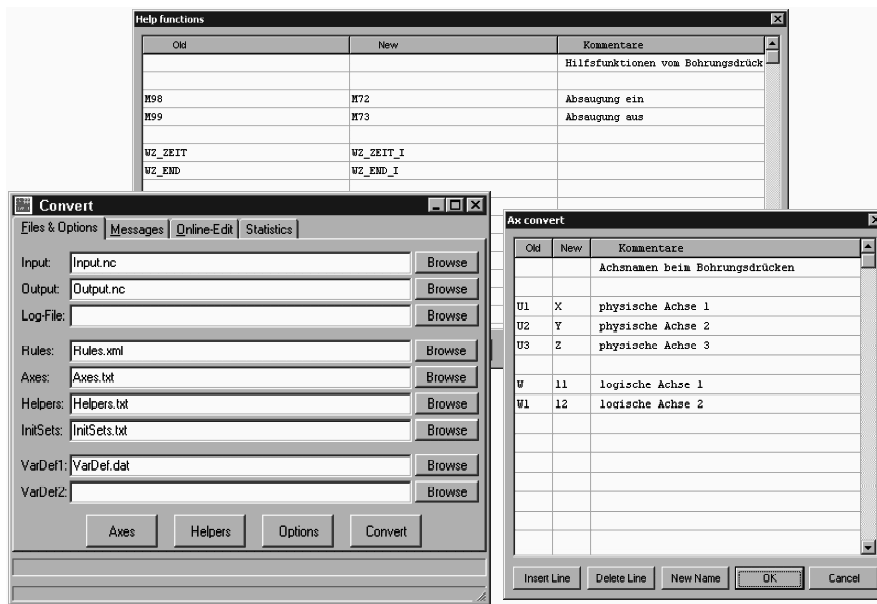 Help functions
Old New Kommentare
Hilfsfunktionen vom Bohrungsdrück
M98 M72 Absaugung ein
M99 M73 Absaugung aus
WZ_ZEIT WZ_ZEIT_I
WZ_END WZ_END_I
Convert
Files & Options Messages Online-Edit Statistics
Input: Input.nc Browse
Output: Output.nc Browse
Log-File: Browse
Rules: Rules.xml Browse
Axes: Axes.txt Browse
Helpers: Helpers.txt Browse
InitSets: InitSets.txt Browse
VarDef1: VarDef.dat Browse
VarDef2: Browse
Axes Helpers Options Convert
Ax convert
Old New Kommentare
Achsnamen beim Bohrungsdrücken
U1 X physische Achse 1
U2 Y physische Achse 2
U3 Z physische Achse 3
W 11 logische Achse 1
W1 12 logische Achse 2
Insert Line Delete Line New Name OK Cancel